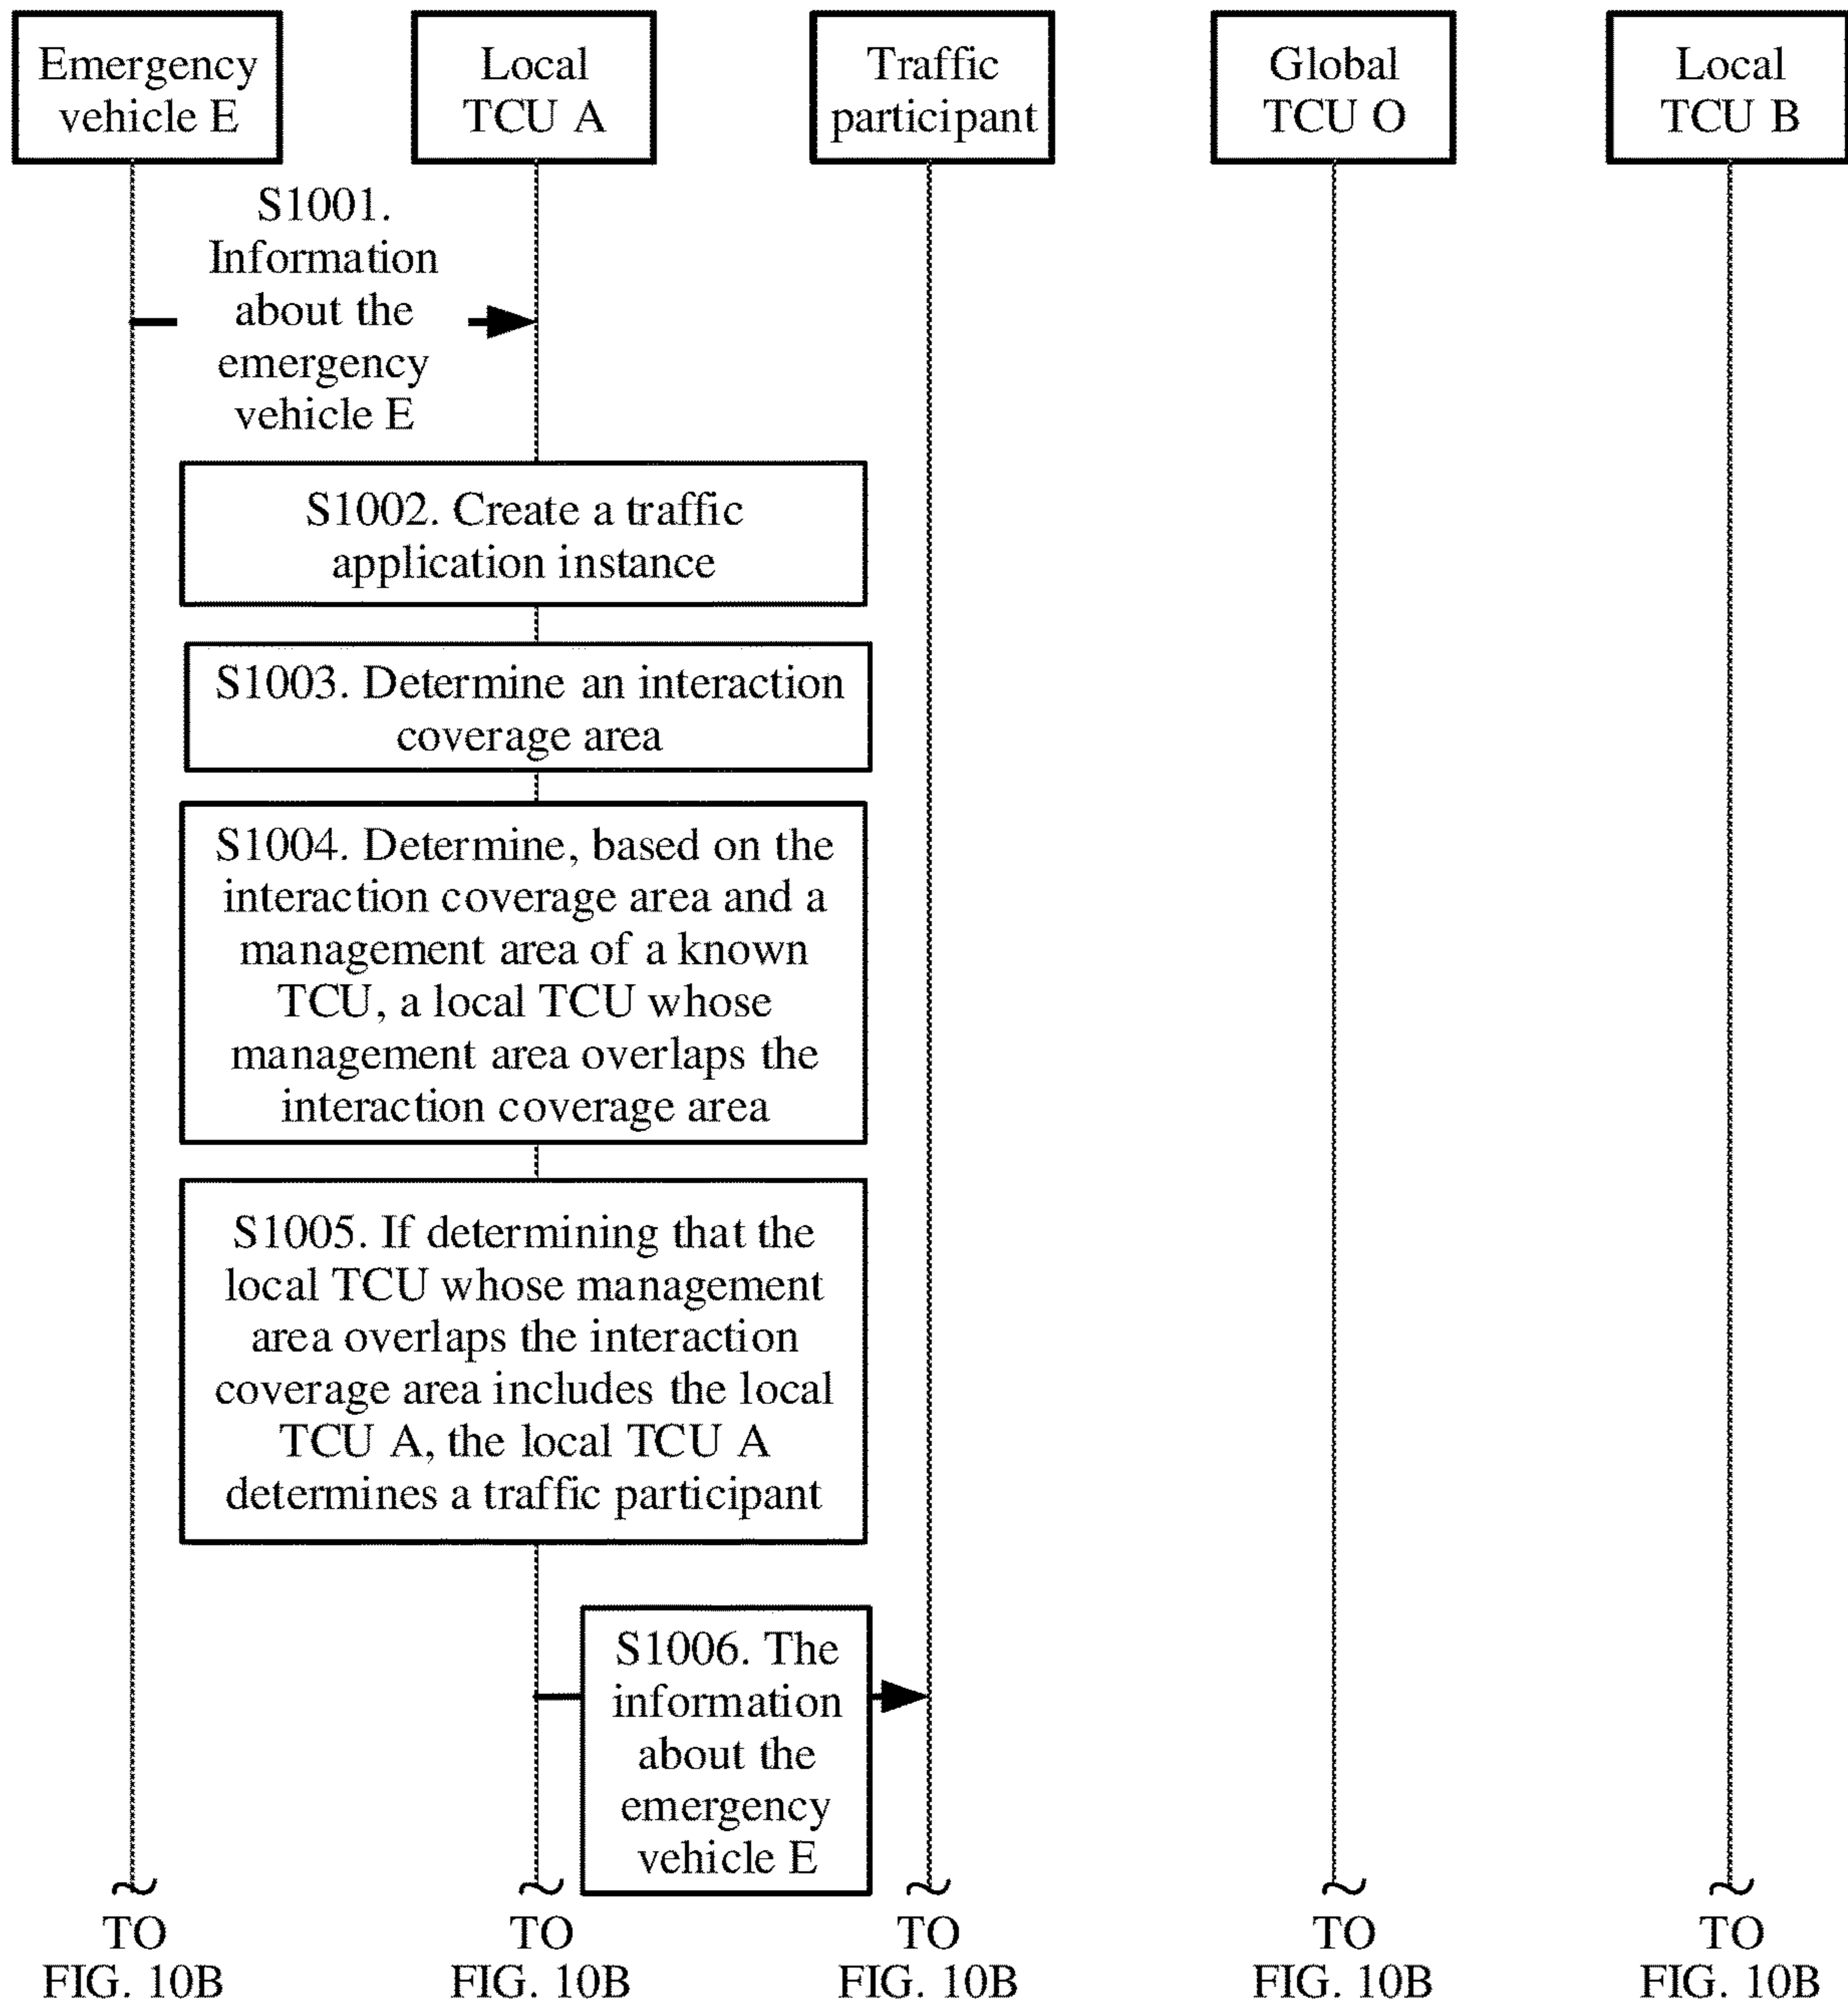 Emergency
vehicle E
Local
TCU A
Traffic
participant
Global
TCU O
Local
TCU B
S1001.
Information
about the
emergency
vehicle E
S1002. Create a traffic
application instance
S1003. Determine an interaction
coverage area
S1004. Determine, based on the
interaction coverage area and a
management area of a known
TCU, a local TCU whose
management area overlaps the
interaction coverage area
S1005. If determining that the
local TCU whose management
area overlaps the interaction
coverage area includes the local
TCU A, the local TCU A
determines a traffic participant
S1006. The
information
about the
emergency
vehicle E
TO
FIG. 10B
TO
FIG. 10B
TO
FIG. 10B
TO
FIG. 10B
TO
FIG. 10B